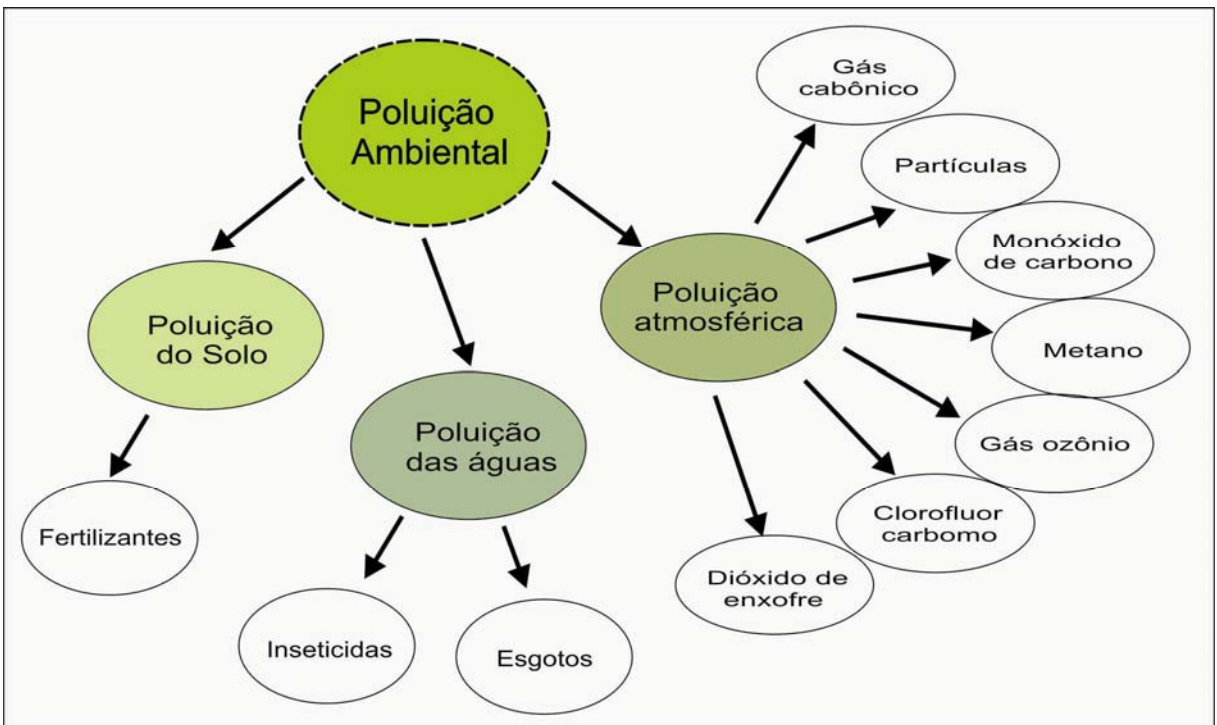 Poluição
Ambiental
Poluição
do Solo
Fertilizantes
Poluição
das águas
Inseticidas
Esgotos
Poluição
atmosférica
Gás
cabônico
Partículas
Monóxido
de carbono
Metano
Gás ozônio
Clorofluor
carbomo
Dióxido de
enxofre